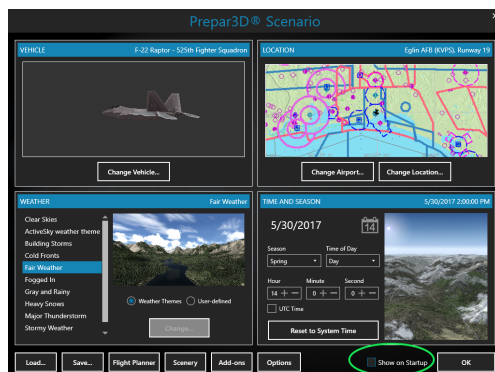 Prepar3D® Scenario
VEHICLE F-22 Raptor - 525th Fighter Squadron
Change Vehicle...
LOCATION Eglin AFB (KVPS), Runway 19
Change Airport... Change Location...
WEATHER Fair Weather
Clear Skies
ActiveSky weather theme
Building Storms
Cold Fronts
Fair Weather
Fogged In
Gray and Rainy
Heavy Snows
Major Thunderstorm
Stormy Weather
Weather Themes User-defined
Change...
TIME AND SEASON 5/30/2017 2:00:00 PM
5/30/2017 14
Season Time of Day
Spring Day
Hour Minute Second
14 + − 0 + − 0 + −
UTC Time
Reset to System Time
Load... Save... Flight Planner Scenery Add-ons Options Show on Startup OK